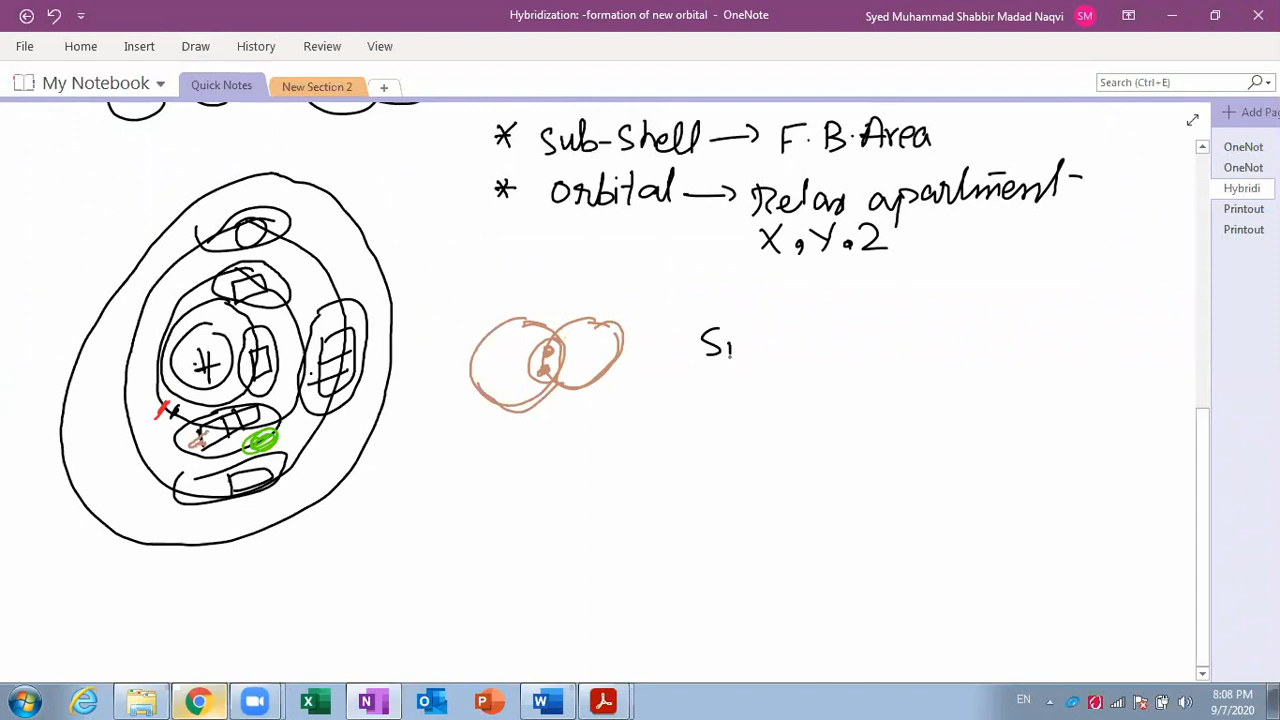 Hybridization: -formation of new orbital - OneNote
Syed Muhammad Shabbir Madad Naqvi SM
File Home Insert Draw History Review View
My Notebook Quick Notes New Section 2
Search (Ctrl+E)
Add Pa
OneNot
OneNot
Hybridi
Printout
Printout
* Sub-Shell → F.B.Area
* orbital → Relax apartment-
X, Y, Z
EN
8:08 PM
9/7/2020